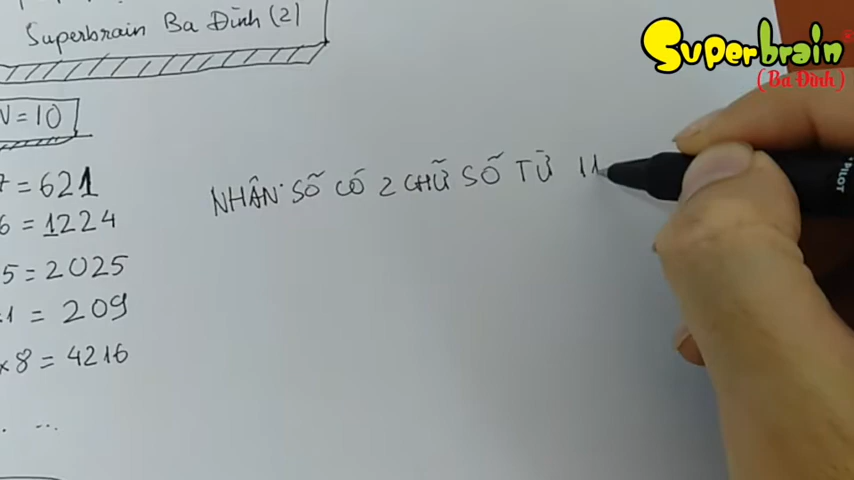 Superbrain Ba Đình (2)
Superbrain
(Ba Đình)
= 10
= 621
6 = 1224
5 = 2025
1 = 209
x 8 = 4216
. ...
NHÂN SỐ CÓ 2 CHỮ SỐ TỪ 11
PILOT